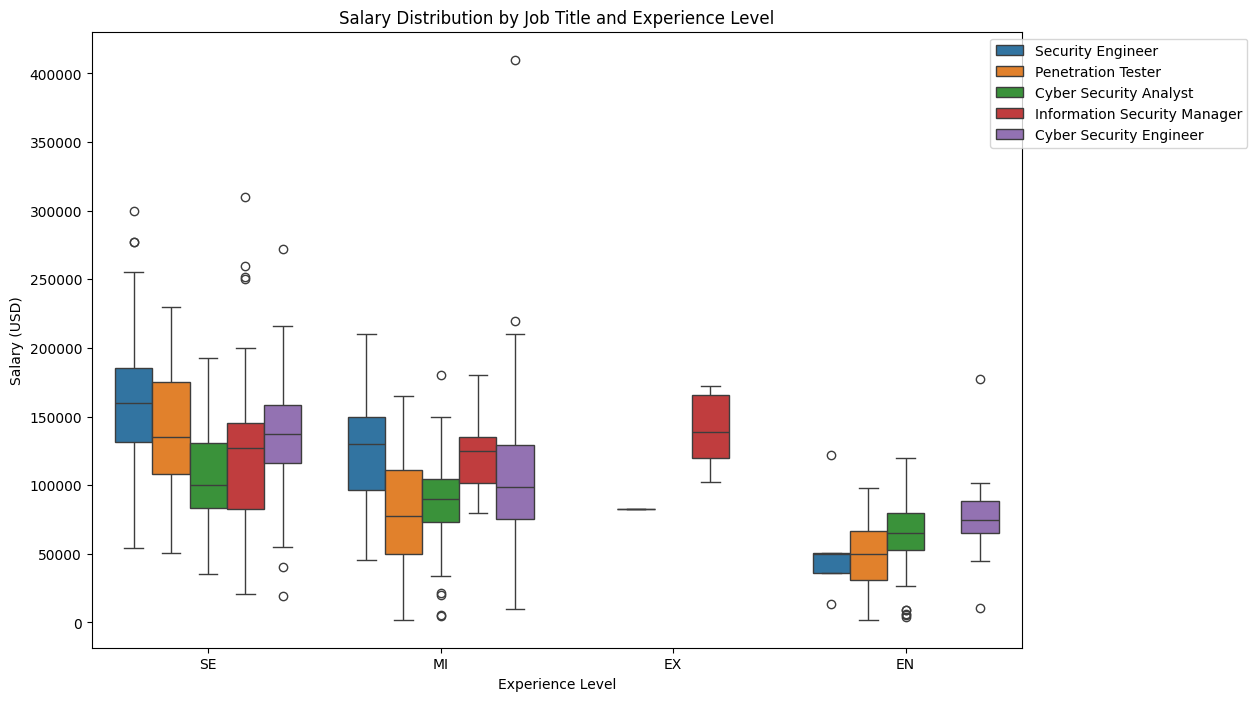 Salary Distribution by Job Title and Experience Level
Security Engineer
Penetration Tester
Cyber Security Analyst
Information Security Manager
Cyber Security Engineer
Salary (USD)
400000
350000
300000
250000
200000
150000
100000
50000
0
SE MI EX EN
Experience Level